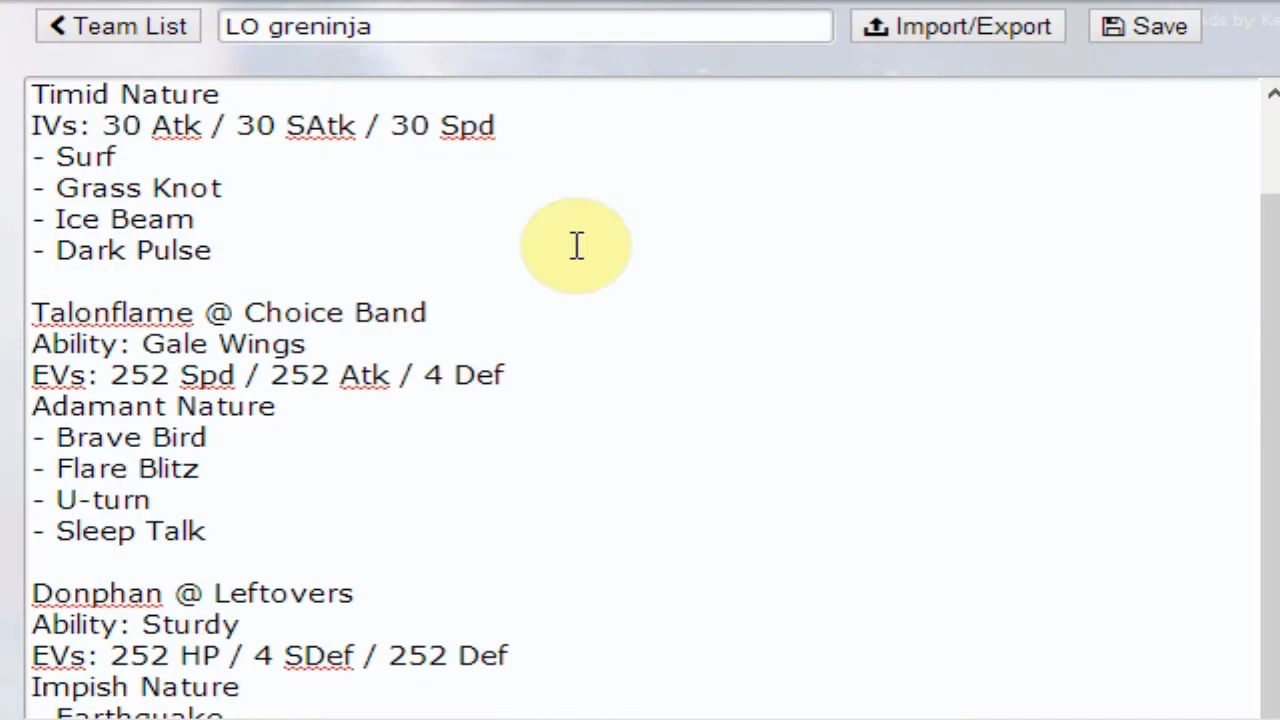 Team List
LO greninja
Import/Export
Save
Timid Nature
IVs: 30 Atk / 30 SAtk / 30 Spd
- Surf
- Grass Knot
- Ice Beam
- Dark Pulse
Talonflame @ Choice Band
Ability: Gale Wings
EVs: 252 Spd / 252 Atk / 4 Def
Adamant Nature
- Brave Bird
- Flare Blitz
- U-turn
- Sleep Talk
Donphan @ Leftovers
Ability: Sturdy
EVs: 252 HP / 4 SDef / 252 Def
Impish Nature
- Earthquake